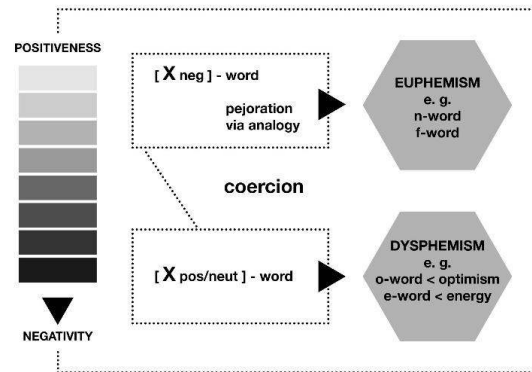 POSITIVENESS
[ X neg ] - word
pejoration
via analogy
EUPHEMISM
e. g.
n-word
f-word
coercion
[ X pos/neut ] - word
DYSPHEMISM
e. g.
o-word < optimism
e-word < energy
NEGATIVITY